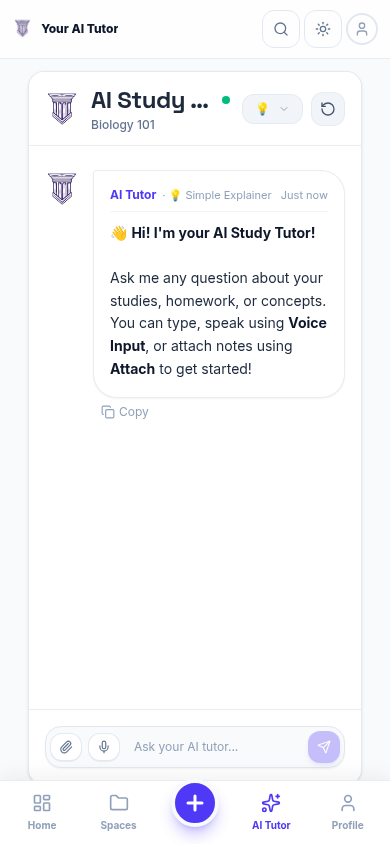 Your AI Tutor
AI Study ...
💡
Biology 101
AI Tutor · 💡 Simple Explainer Just now
👋 Hi! I'm your AI Study Tutor!
Ask me any question about your
studies, homework, or concepts.
You can type, speak using Voice
Input, or attach notes using
Attach to get started!
Copy
Ask your AI tutor...
Home
Spaces
AI Tutor
Profile